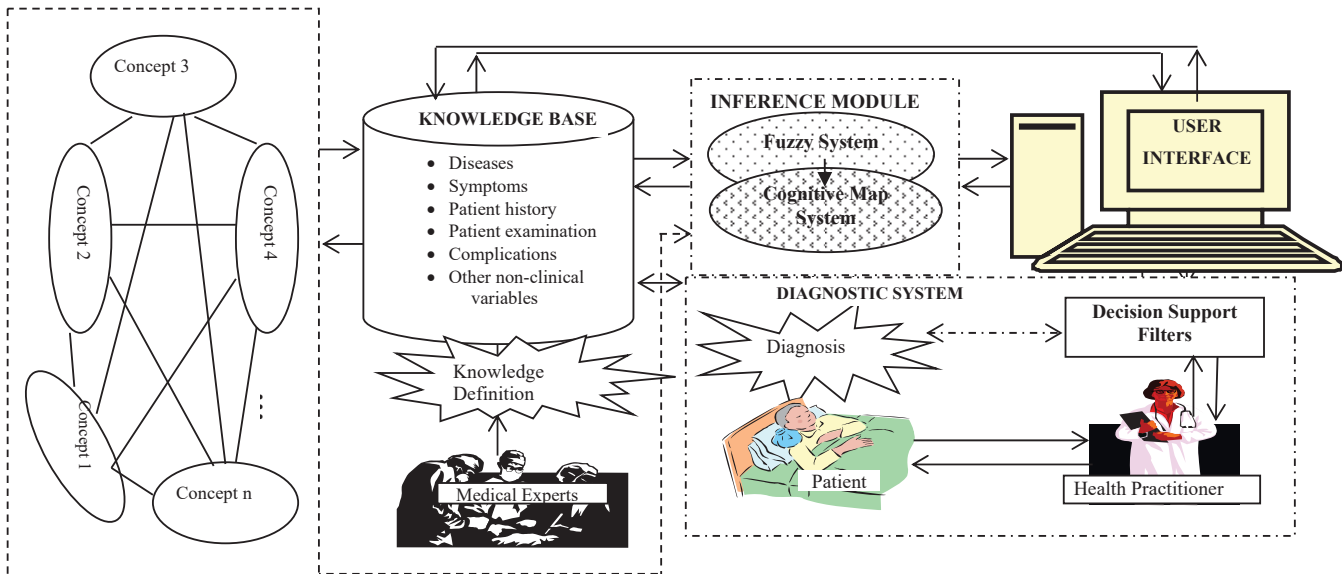 Concept 3
Concept 2
Concept 4
Concept 1
...
Concept n
KNOWLEDGE BASE
• Diseases
• Symptoms
• Patient history
• Patient examination
• Complications
• Other non-clinical
variables
Knowledge
Definition
Medical Experts
INFERENCE MODULE
Fuzzy System
Cognitive Map
System
USER
INTERFACE
DIAGNOSTIC SYSTEM
Diagnosis
Decision Support
Filters
Patient
Health Practitioner